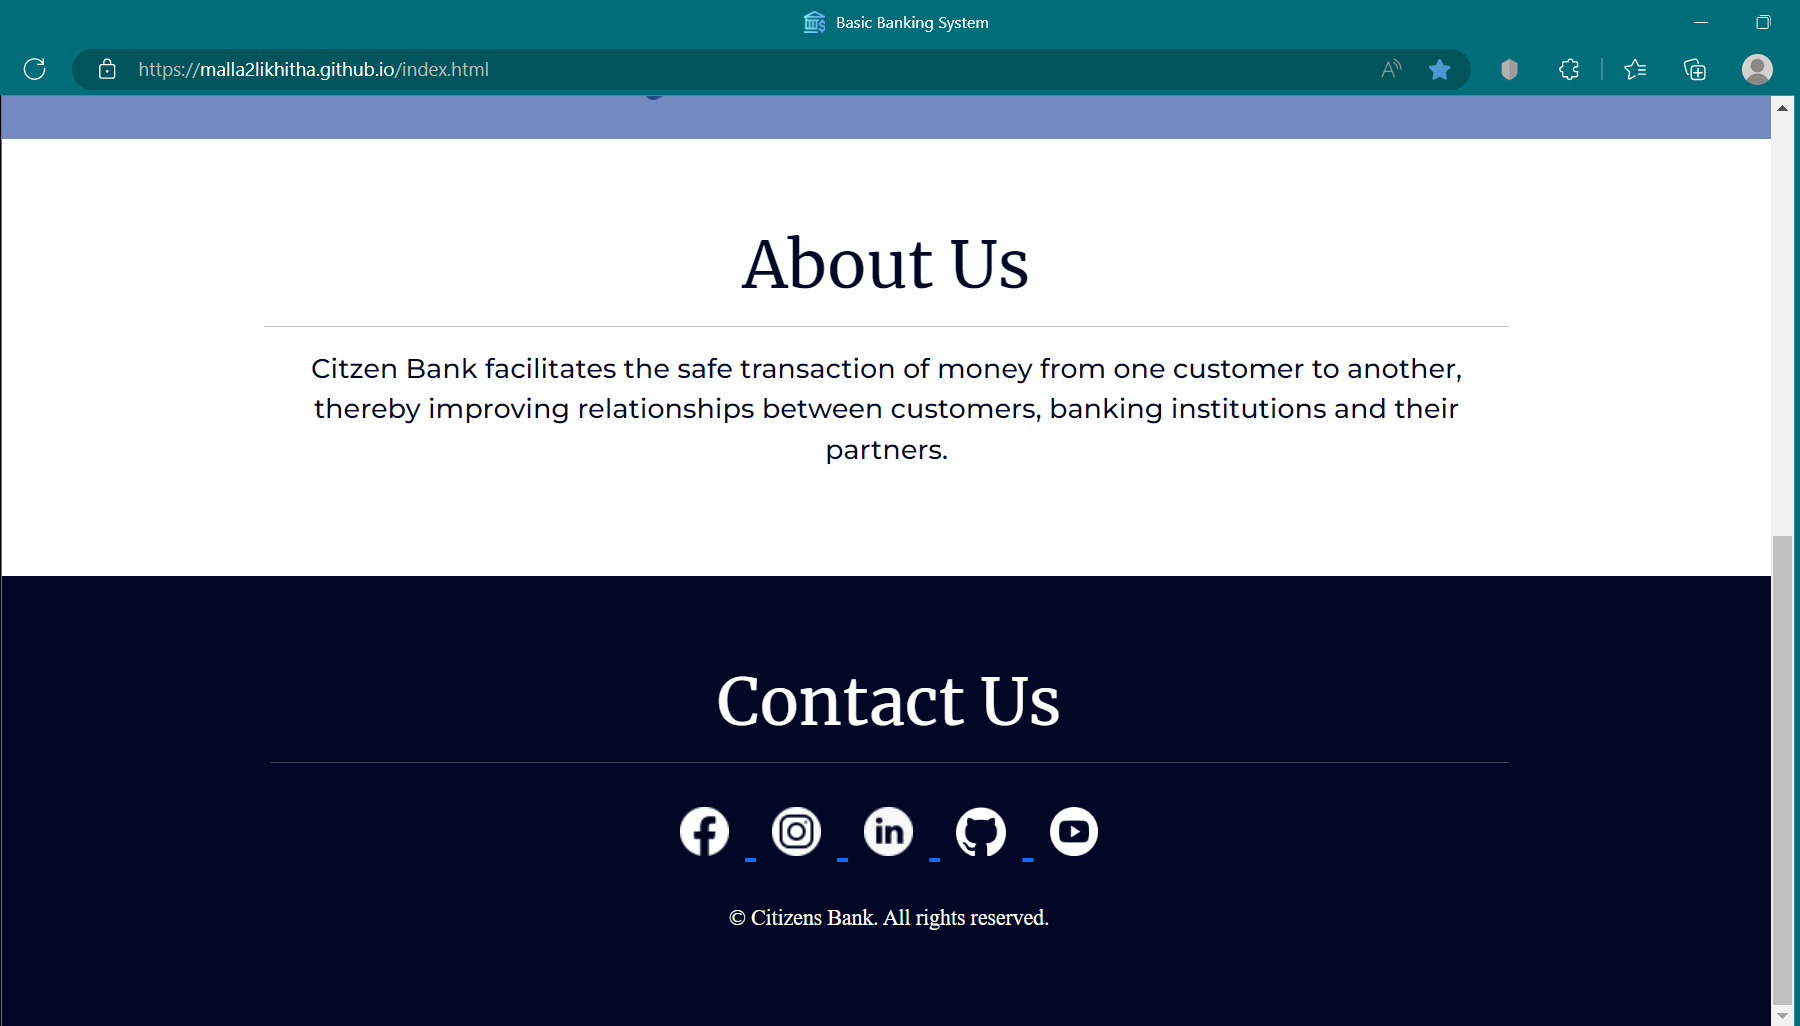 Basic Banking System
https://malla2likhitha.github.io/index.html
About Us
Citzen Bank facilitates the safe transaction of money from one customer to another,
thereby improving relationships between customers, banking institutions and their
partners.
Contact Us
© Citizens Bank. All rights reserved.